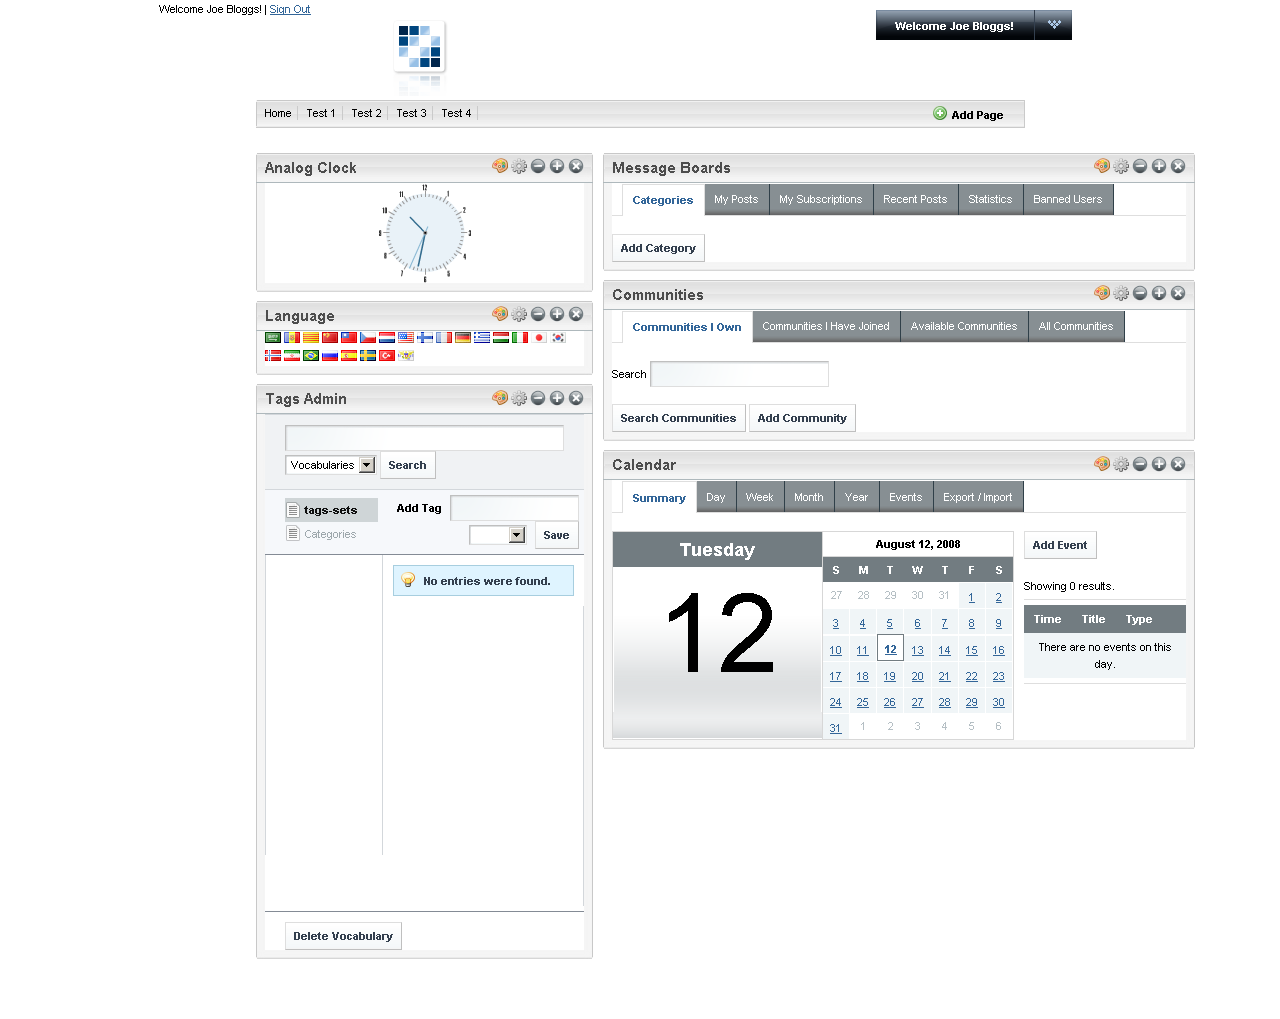 Welcome Joe Bloggs! | Sign Out
Welcome Joe Bloggs!
Home Test 1 Test 2 Test 3 Test 4 Add Page
Analog Clock
12
1
2
3
4
5
6
7
8
9
10
11
Language
Tags Admin
Vocabularies Search
tags-sets
Categories
Add Tag
Save
No entries were found.
Delete Vocabulary
Message Boards
Categories My Posts My Subscriptions Recent Posts Statistics Banned Users
Add Category
Communities
Communities I Own Communities I Have Joined Available Communities All Communities
Search
Search Communities Add Community
Calendar
Summary Day Week Month Year Events Export / Import
Tuesday
12
August 12, 2008
S M T W T F S
27 28 29 30 31 1 2
3 4 5 6 7 8 9
10 11 12 13 14 15 16
17 18 19 20 21 22 23
24 25 26 27 28 29 30
31 1 2 3 4 5 6
Add Event
Showing 0 results.
Time Title Type
There are no events on this
day.